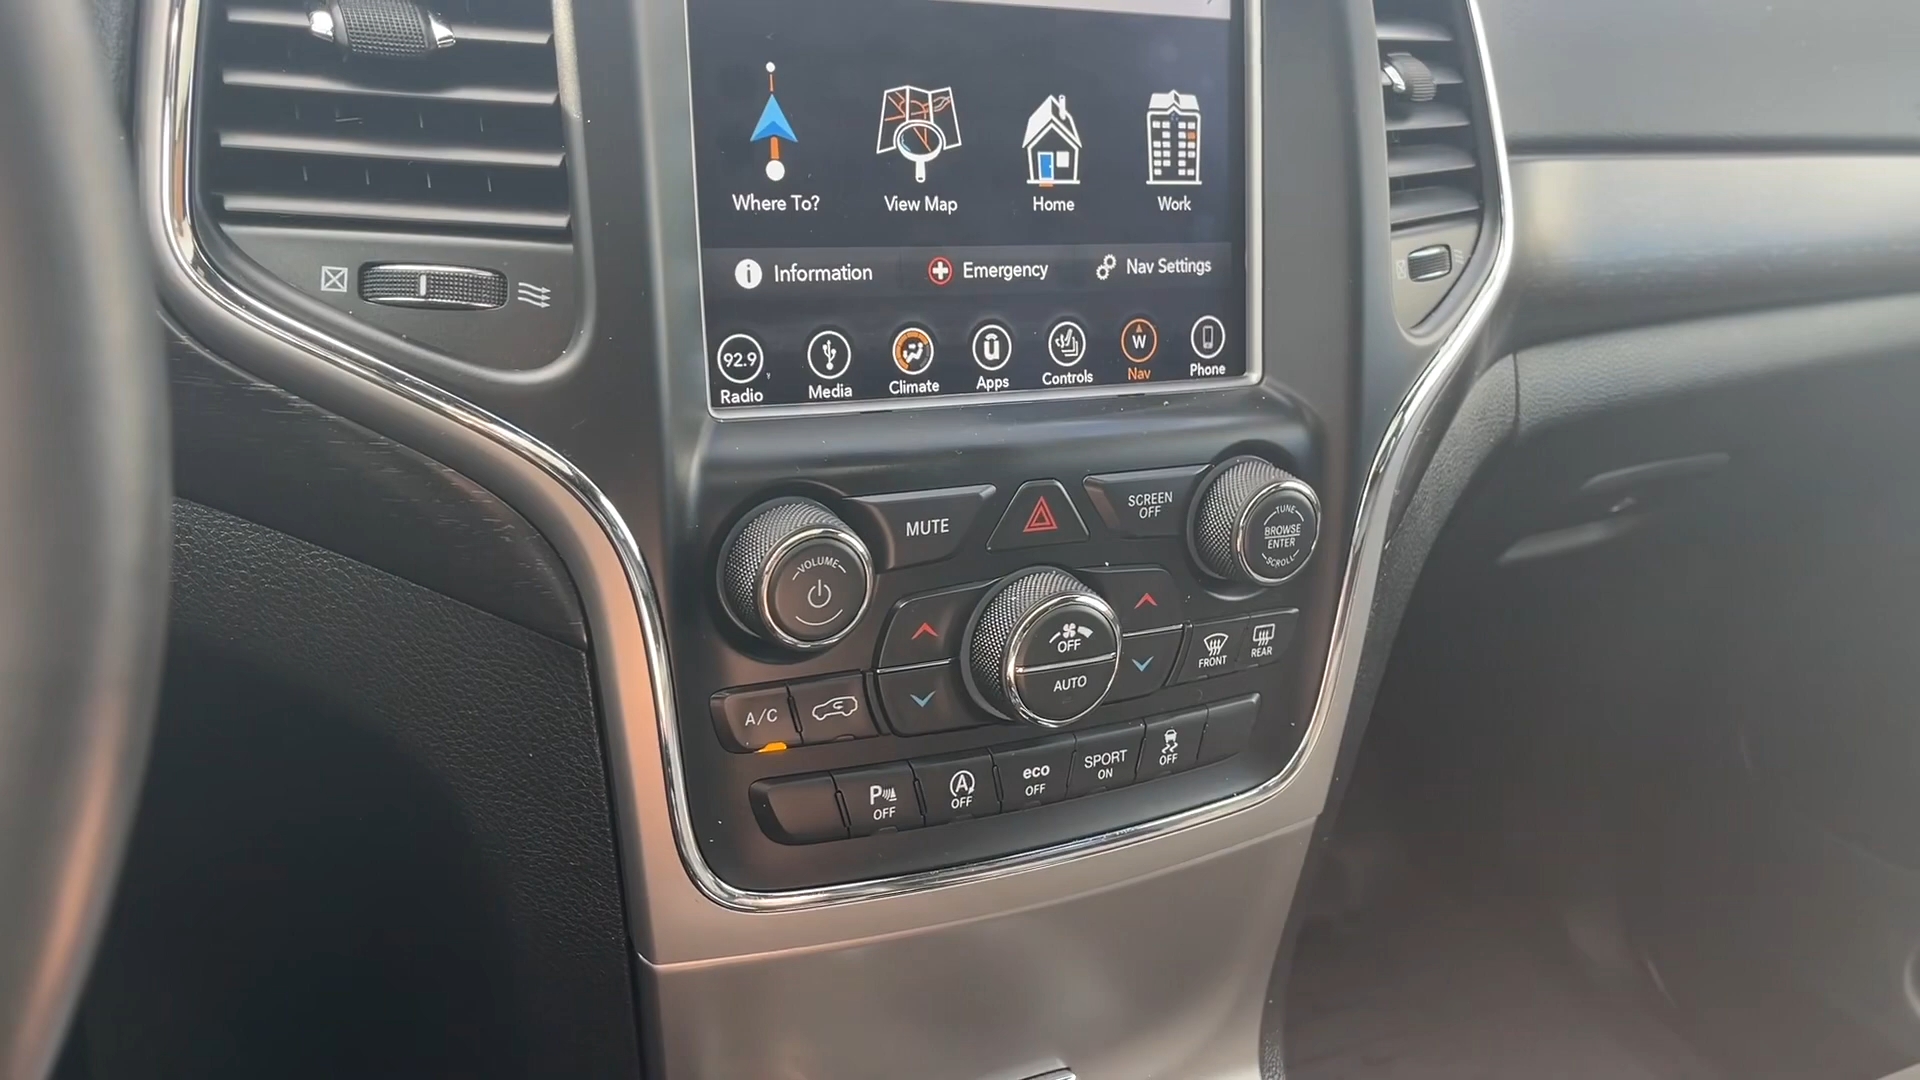 Where To?
View Map
Home
Work
Information
Emergency
Nav Settings
92.9
W
Radio
Media
Climate
Apps
Controls
Nav
Phone
MUTE
SCREEN
OFF
VOLUME
TUNE
BROWSE
ENTER
SCROLL
OFF
AUTO
FRONT
REAR
A/C
P
OFF
A
OFF
eco
OFF
SPORT
ON
OFF